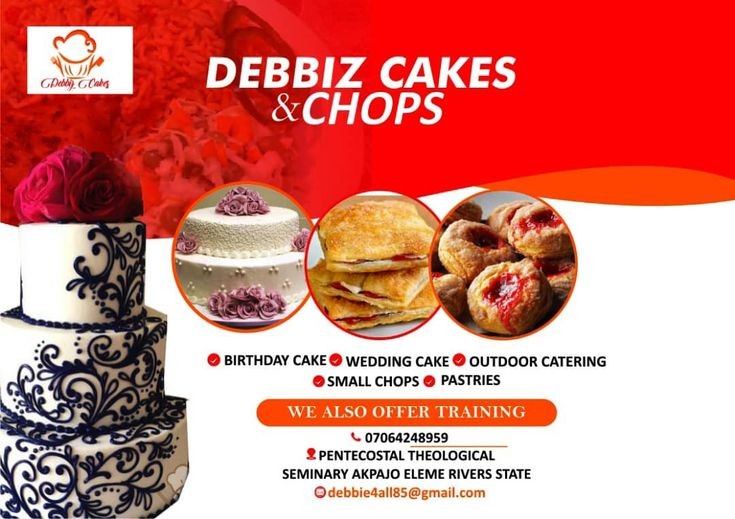 Debby Cakes
DEBBIZ CAKES
&CHOPS
BIRTHDAY CAKE WEDDING CAKE OUTDOOR CATERING
SMALL CHOPS PASTRIES
WE ALSO OFFER TRAINING
07064248959
PENTECOSTAL THEOLOGICAL
SEMINARY AKPAJO ELEME RIVERS STATE
debbie4all85@gmail.com